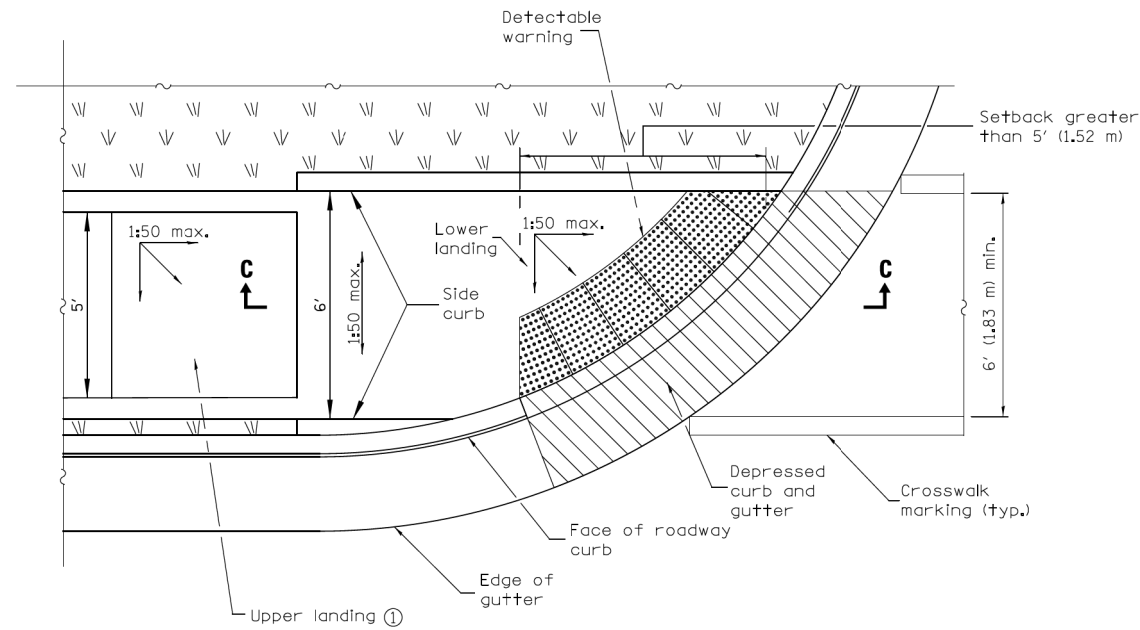 Detectable
warning
Setback greater
than 5' (1.52 m)
1:50 max.
Lower
landing
1:50 max.
C
C
5'
6'
1:50 max.
Side
curb
6' (1.83 m) min.
Depressed
curb and
gutter
Crosswalk
marking (typ.)
Face of roadway
curb
Edge of
gutter
Upper landing ①